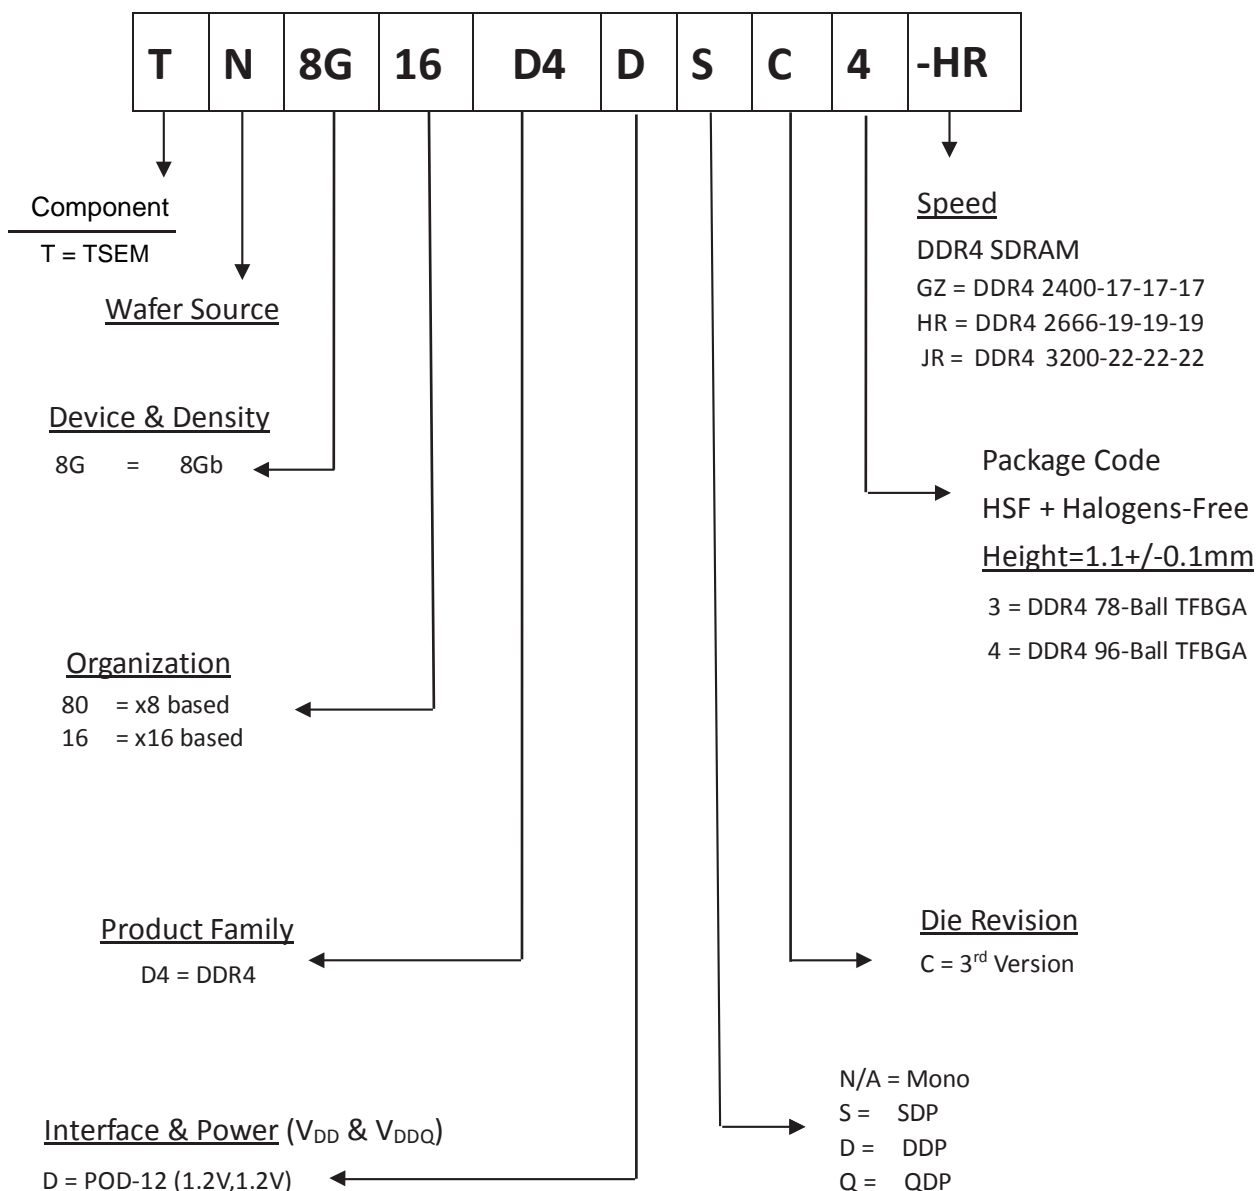 T N 8G 16 D4 D S C 4 -HR
Component
T = TSEM
Wafer Source
Device & Density
8G = 8Gb
Organization
80 = x8 based
16 = x16 based
Product Family
D4 = DDR4
Interface & Power (VDD & VDDQ)
D = POD-12 (1.2V,1.2V)
Speed
DDR4 SDRAM
GZ = DDR4 2400-17-17-17
HR = DDR4 2666-19-19-19
JR = DDR4 3200-22-22-22
Package Code
HSF + Halogens-Free
Height=1.1+/-0.1mm
3 = DDR4 78-Ball TFBGA
4 = DDR4 96-Ball TFBGA
Die Revision
C = 3rd Version
N/A = Mono
S = SDP
D = DDP
Q = QDP